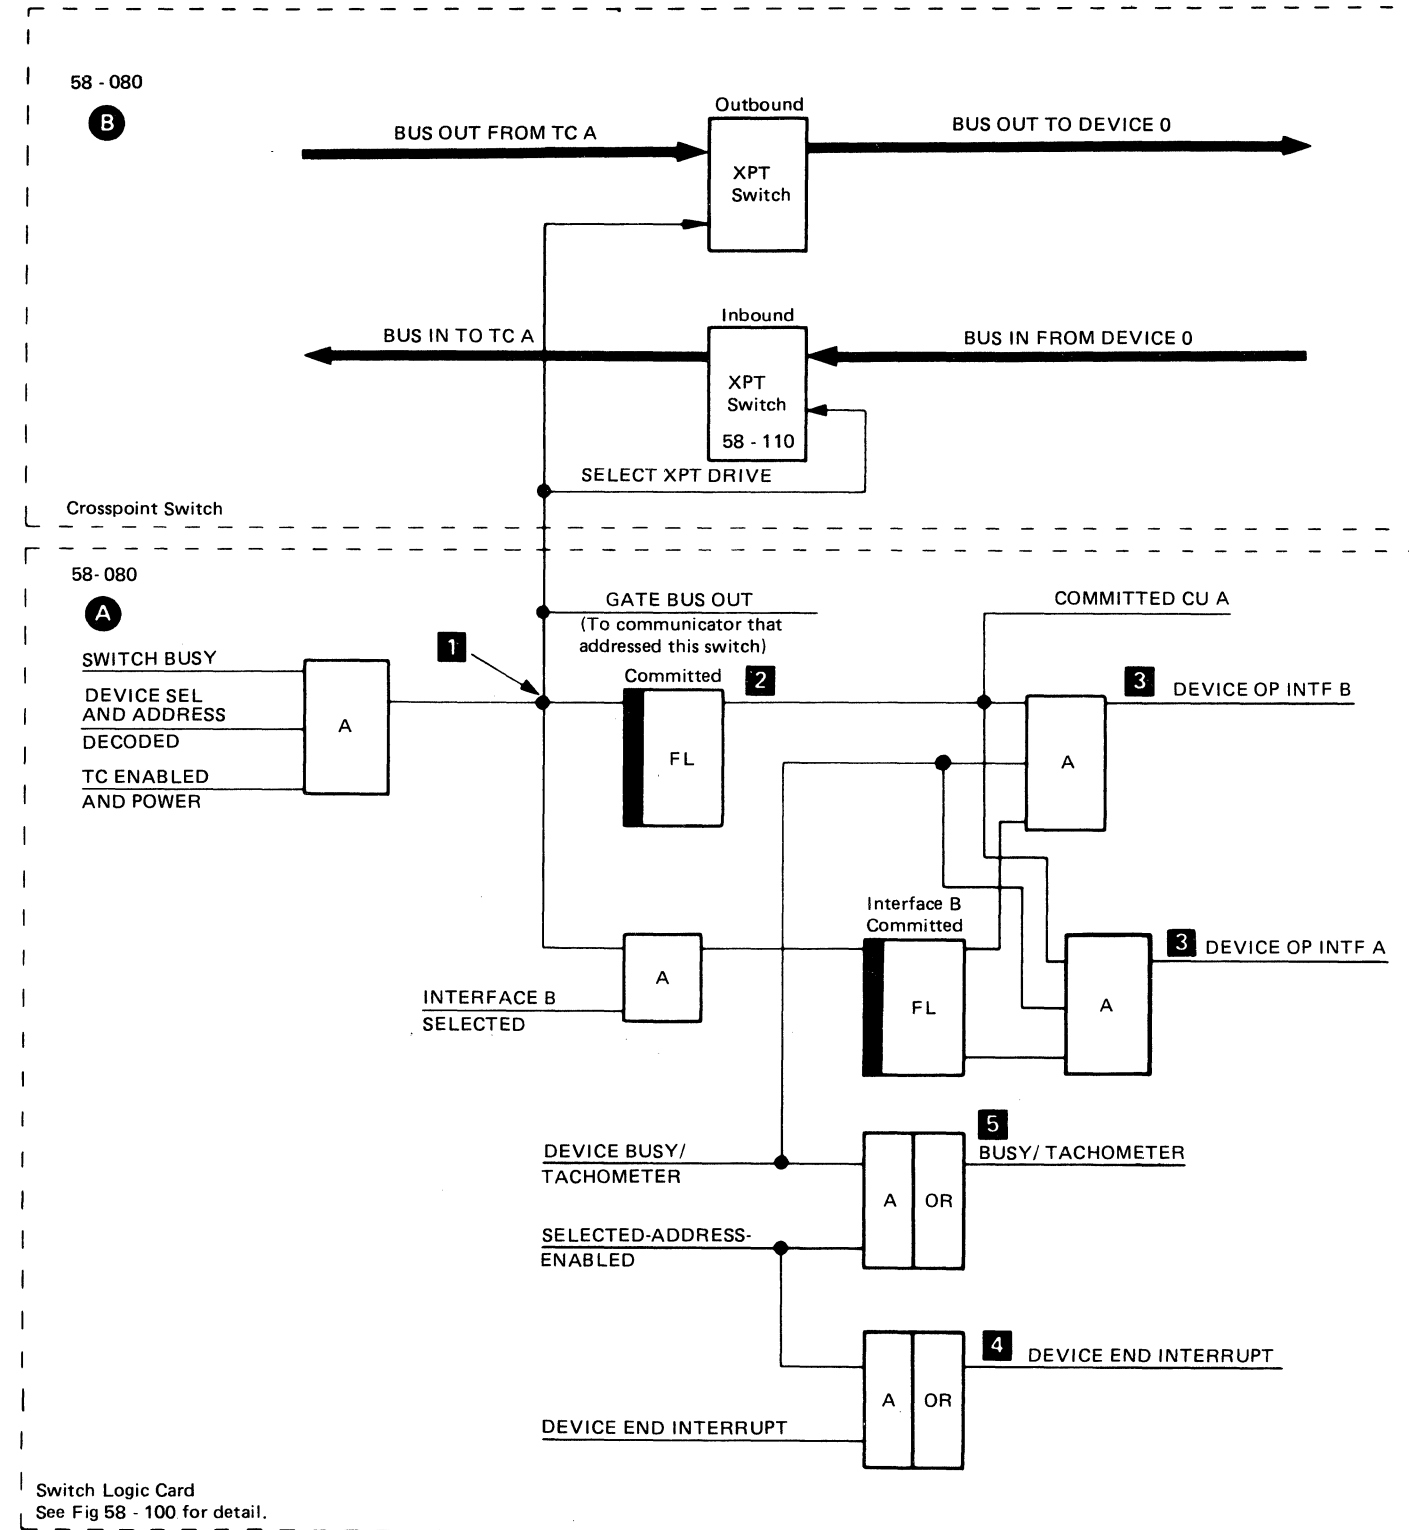 58 - 080
B
Outbound
BUS OUT FROM TC A
BUS OUT TO DEVICE 0
XPT
Switch
Inbound
BUS IN TO TC A
BUS IN FROM DEVICE 0
XPT
Switch
58 - 110
SELECT XPT DRIVE
Crosspoint Switch
58- 080
A
GATE BUS OUT
(To communicator that
addressed this switch)
COMMITTED CU A
1
SWITCH BUSY
DEVICE SEL
AND ADDRESS
DECODED
TC ENABLED
AND POWER
A
Committed
2
FL
3
DEVICE OP INTF B
A
Interface B
Committed
3
DEVICE OP INTF A
A
INTERFACE B
SELECTED
FL
A
5
DEVICE BUSY/
TACHOMETER
BUSY/ TACHOMETER
A
OR
SELECTED-ADDRESS-
ENABLED
4
DEVICE END INTERRUPT
A
OR
DEVICE END INTERRUPT
Switch Logic Card
See Fig 58 - 100 for detail.